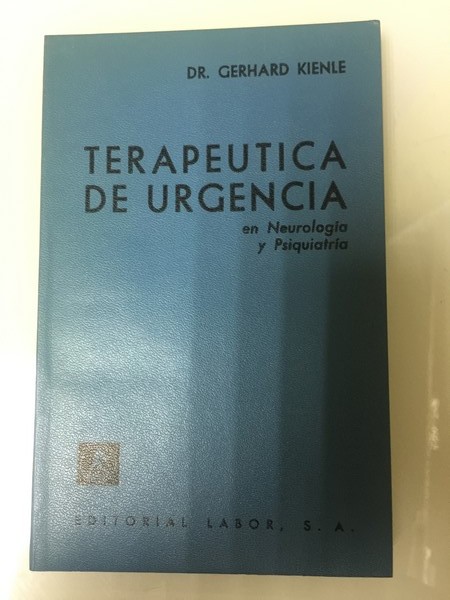 DR. GERHARD KIENLE
TERAPEUTICA
DE URGENCIA
en Neurología
y Psiquiatría
EDITORIAL LABOR, S. A.